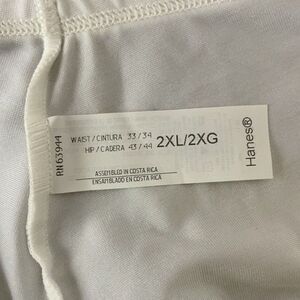 RN63944
WAIST / CINTURA 33 / 34
HIP / CADERA 43 / 44
2XL/2XG
ASSEMBLED IN COSTA RICA
ENSAMBLADO EN COSTA RICA
Hanes®